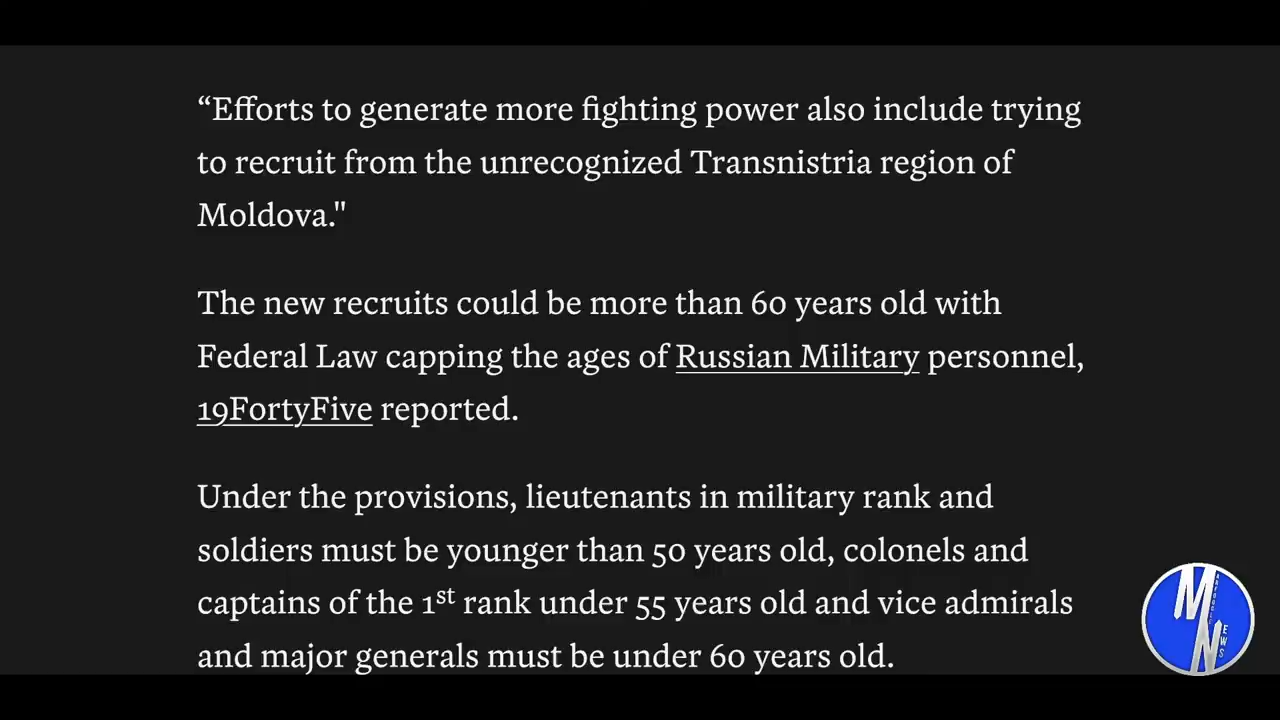 “Efforts to generate more fighting power also include trying
to recruit from the unrecognized Transnistria region of
Moldova."
The new recruits could be more than 60 years old with
Federal Law capping the ages of Russian Military personnel,
19FortyFive reported.
Under the provisions, lieutenants in military rank and
soldiers must be younger than 50 years old, colonels and
captains of the 1st rank under 55 years old and vice admirals
and major generals must be under 60 years old.
M
N
EWS